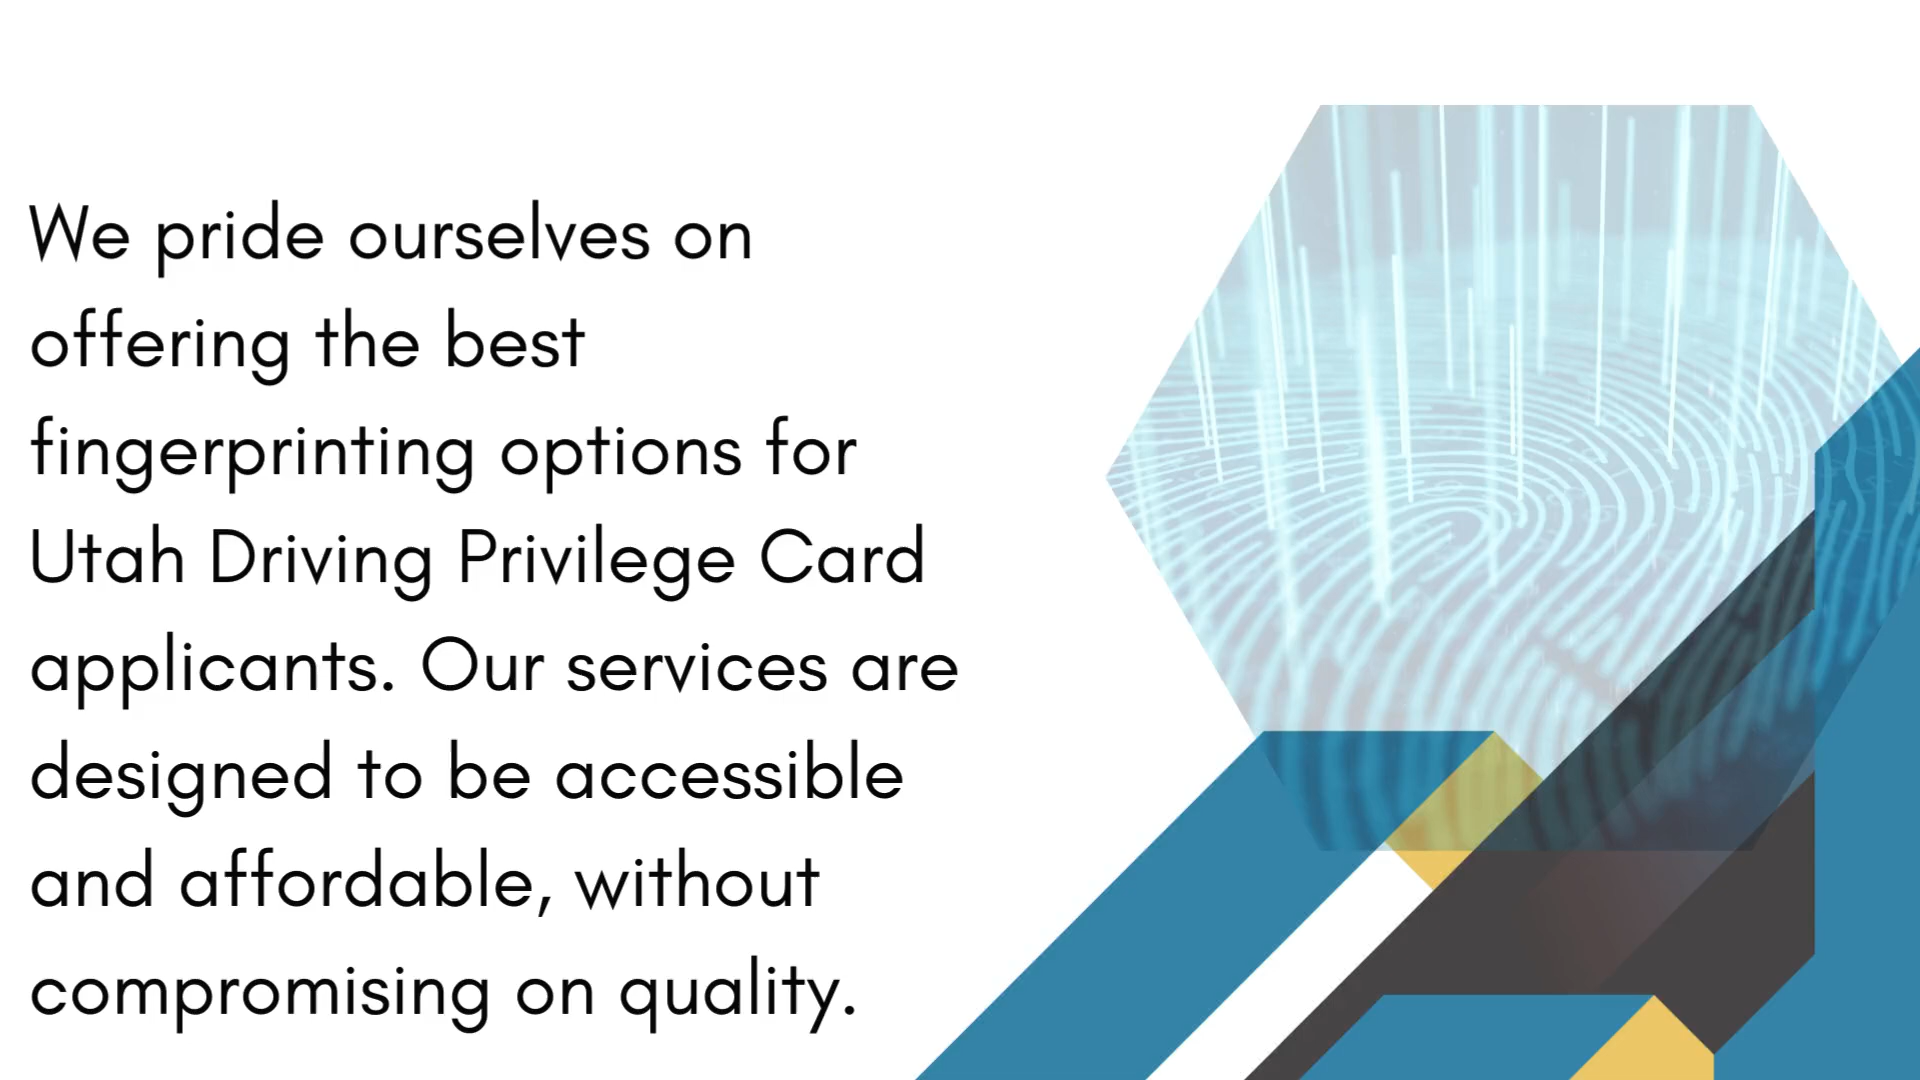 We pride ourselves on
offering the best
fingerprinting options for
Utah Driving Privilege Card
applicants. Our services are
designed to be accessible
and affordable, without
compromising on quality.